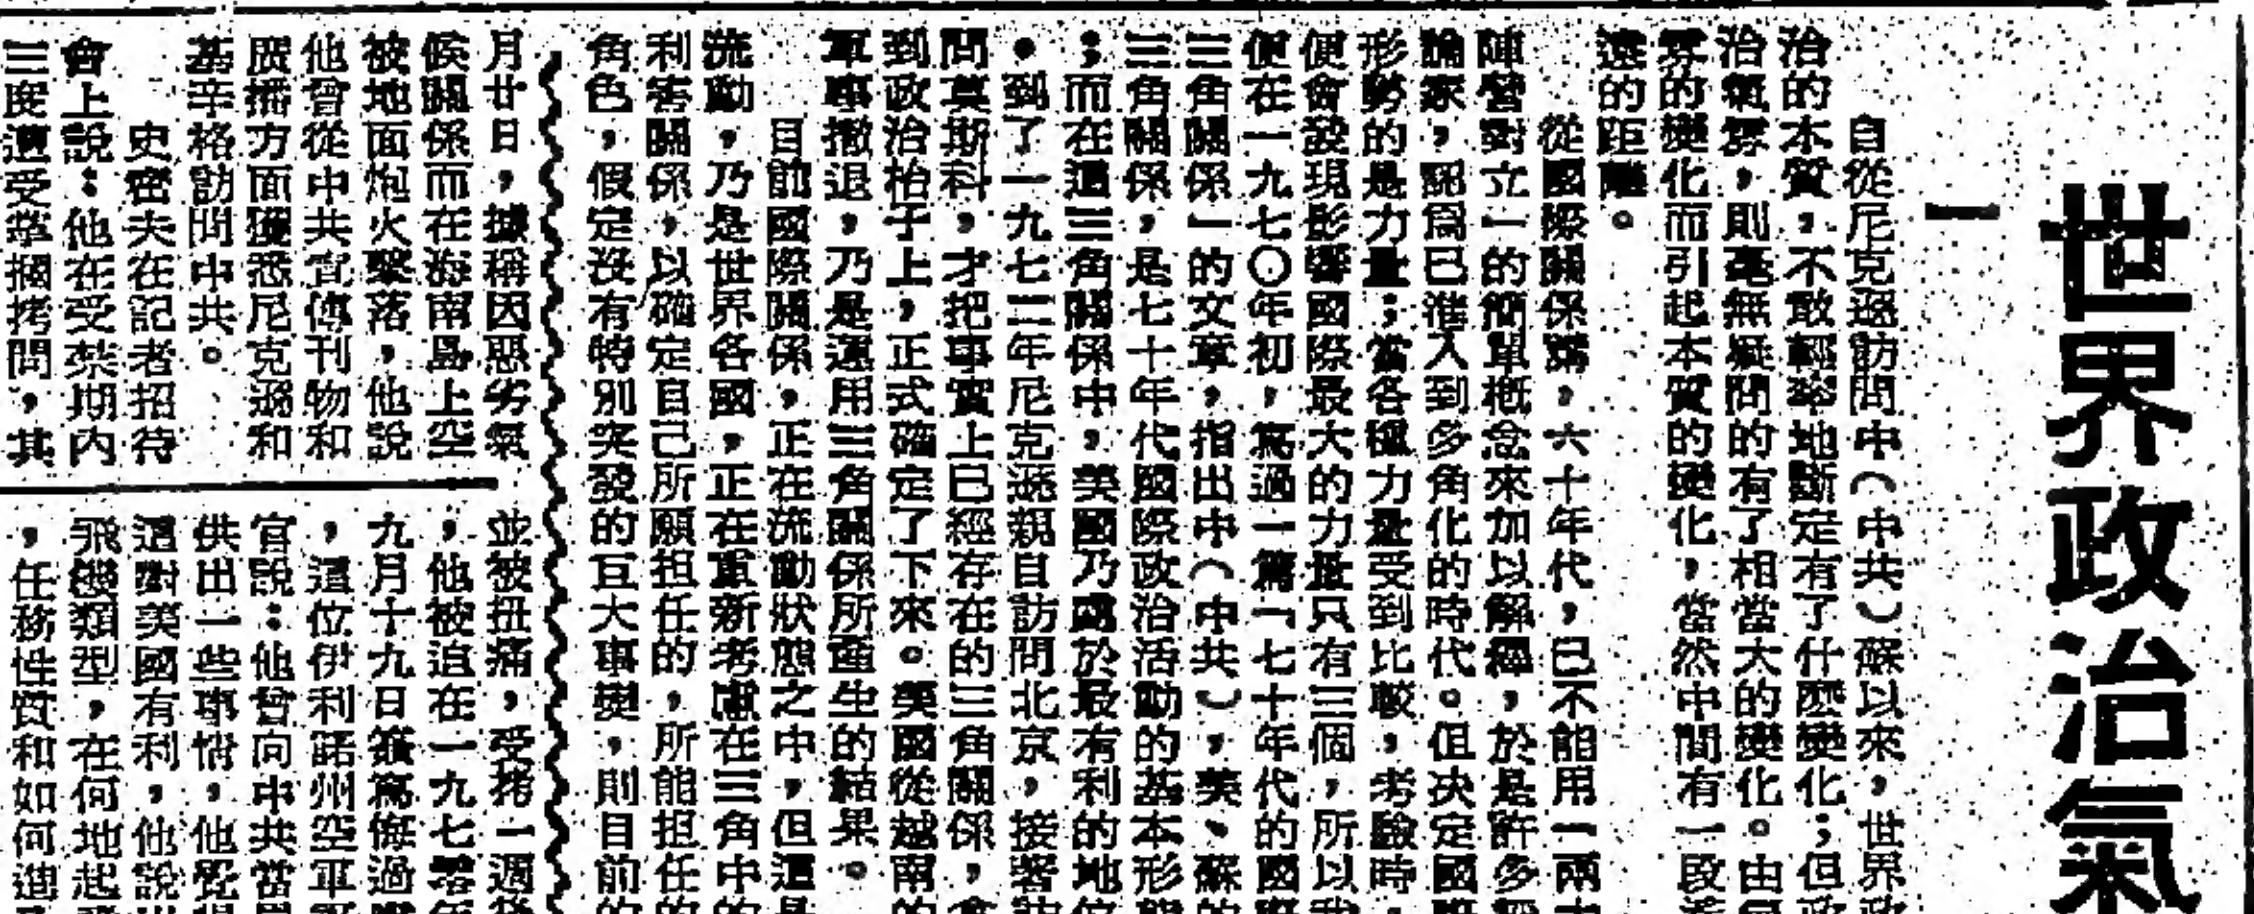 世界政治氣
一
自從尼克遜訪問中（中共）蘇以來，世界政
治的本質，不敢輕率地斷定有了什麼變化；但政
治氣雰，則毫無疑問的有了相當大的變化。由氣
雰的變化而引起本質的變化，當然中間有一段遙
遠的距離。
從國際關係講，六十年代，已不能用一兩大
陣營對立」的簡單概念來加以解釋，於是許多評
論家，認爲已進入到多角化的時代。但決定國際
形勢的是力量；當各種力量受到比較，考驗時，
便會發現影響國際最大的力量只有三個，所以我
便在一九七〇年初，寫過一篇「七十年代的國際
三角關係」的文章，指出中（中共），美、蘇的
三角關係，是七十年代國際政治活動的基本形態
；而在這三角關係中，美國乃處於最有利的地位
。到了一九七二年尼克遜親自訪問北京，接著訪
問莫斯科，才把事實上已經存在的三角關係，拿
到政治枱子上，正式確定了下來。美國從越南的
軍事撤退，乃是運用三角關係所產生的結果。
目前國際關係，正在流動狀態之中，但這是
流動，乃是世界各國，正在重新考慮在三角中的
利害關係，以確定自己所願担任的，所能担任的
角色，假定沒有特別突發的巨大事變，則目前的
月廿日，據稱因惡劣氣
候關係而在海南島上空
被地面炮火擊落，他說
他曾從中共宣傳刊物和
廣播方面獲悉尼克遜和
基辛格訪問中共。
史密夫在記者招待
會上說：他在受禁期內
三度遭受掌摑拷問，其
並被扭痛，受拷一週後
，他被迫在一九七零年
九月十九日簽寫悔過
，這位伊利諾州空軍軍
官說：他曾向中共當局
供出一些事情，他覺得
這對美國有利，他說出
飛機類型，在何地起飛
，任務性質和如何進